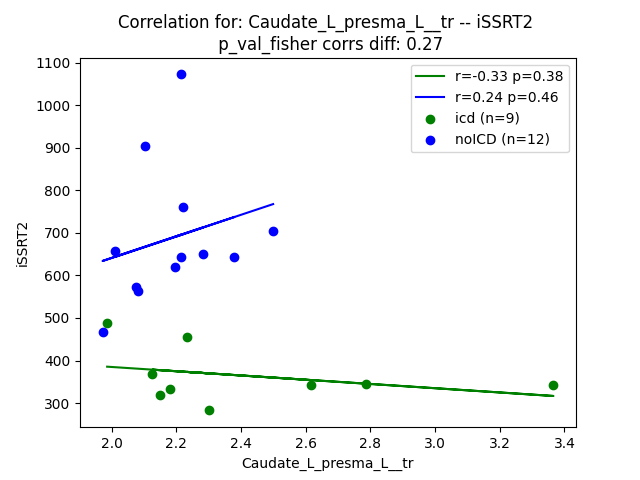 Correlation for: Caudate_L_presma_L__tr -- iSSRT2
p_val_fisher corrs diff: 0.27
r=-0.33 p=0.38
r=0.24 p=0.46
icd (n=9)
noICD (n=12)
iSSRT2
1100
1000
900
800
700
600
500
400
300
2.0 2.2 2.4 2.6 2.8 3.0 3.2 3.4
Caudate_L_presma_L__tr